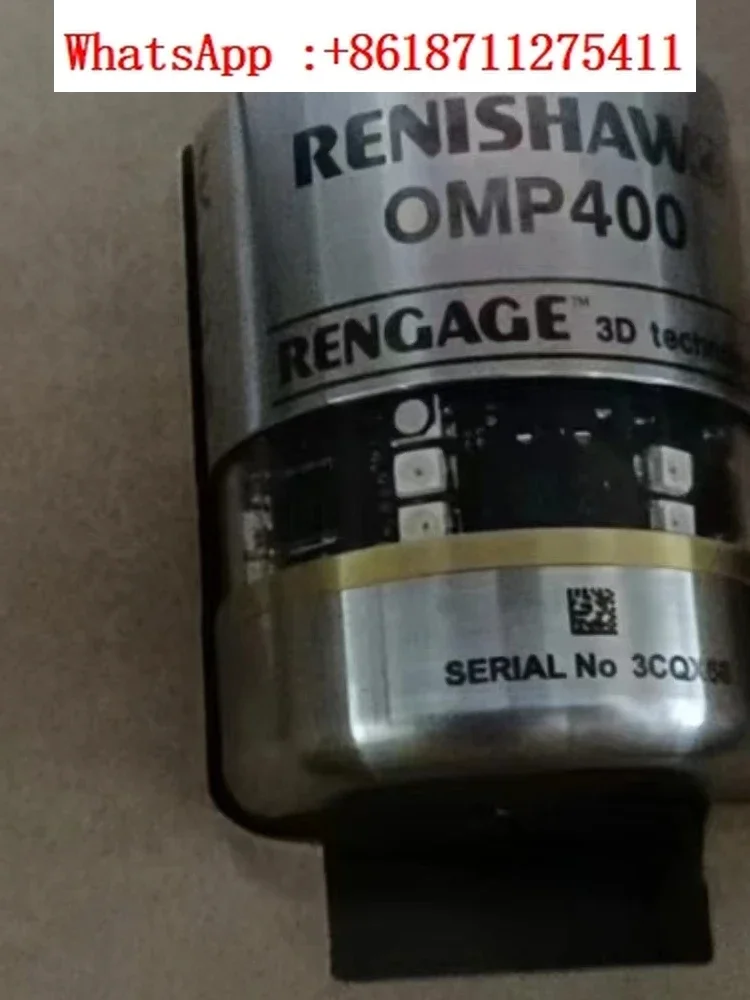 WhatsApp :+8618711275411
RENISHAW
OMP400
RENGAGE™ 3D
SERIAL No